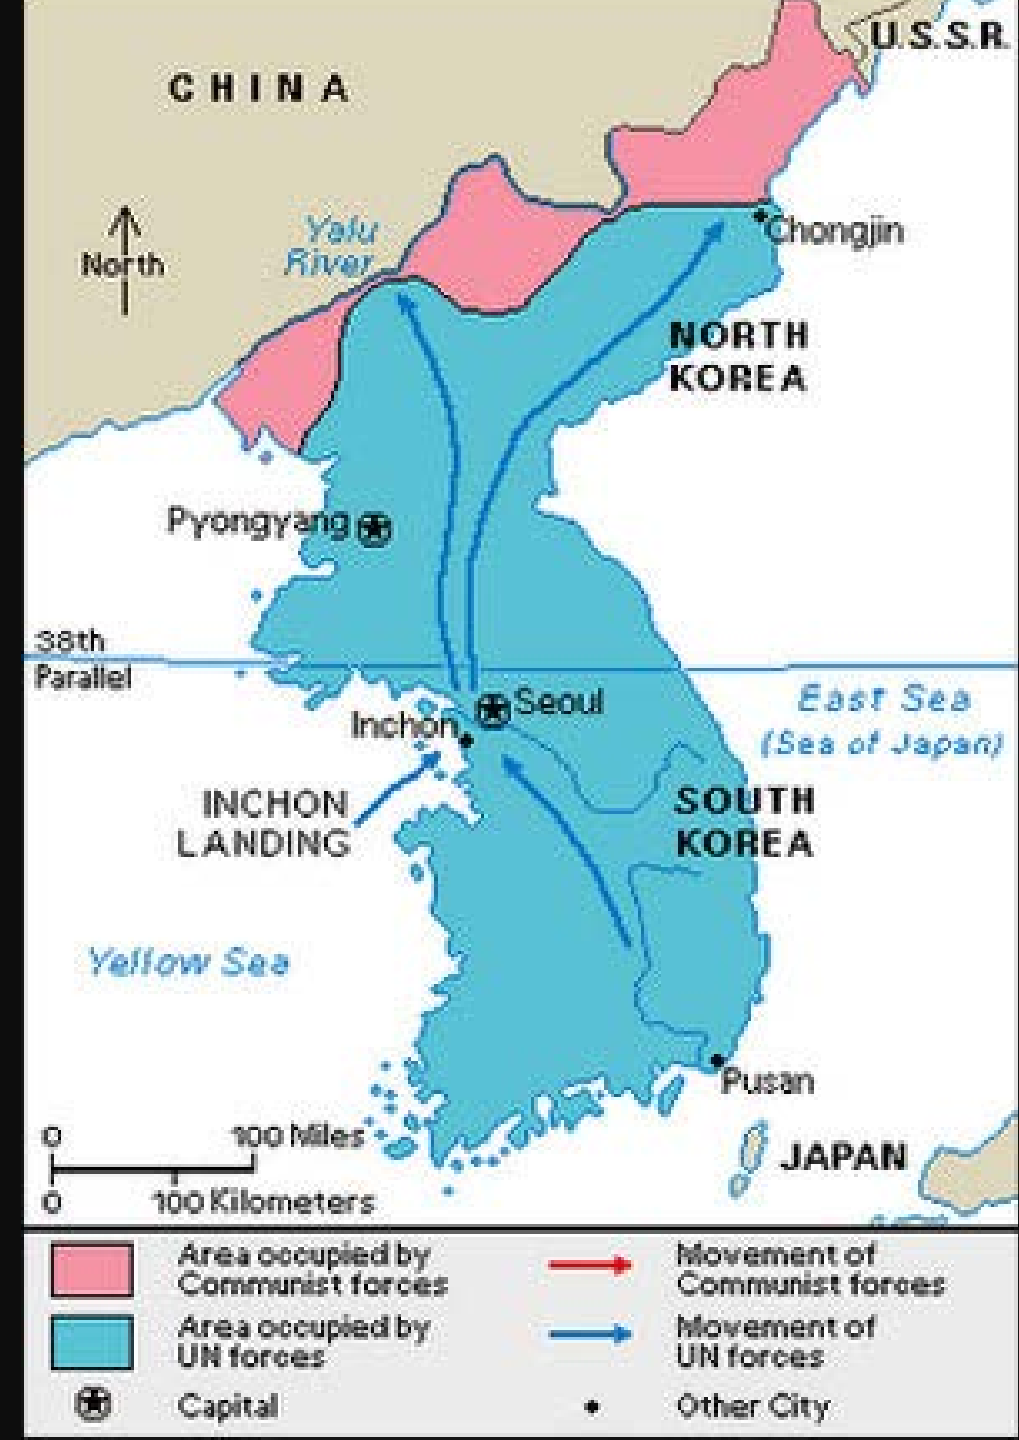 U.S.S.R.
CHINA
Yalu
River
North
Chongjin
NORTH
KOREA
Pyongyang
38th
Parallel
Seoul
Inchon
East Sea
(Sea of Japan)
INCHON
LANDING
SOUTH
KOREA
Yellow Sea
Pusan
0 100 Miles
JAPAN
0 100 Kilometers
Area occupied by
Communist forces
Movement of
Communist forces
Area occupied by
UN forces
Movement of
UN forces
Capital
Other City